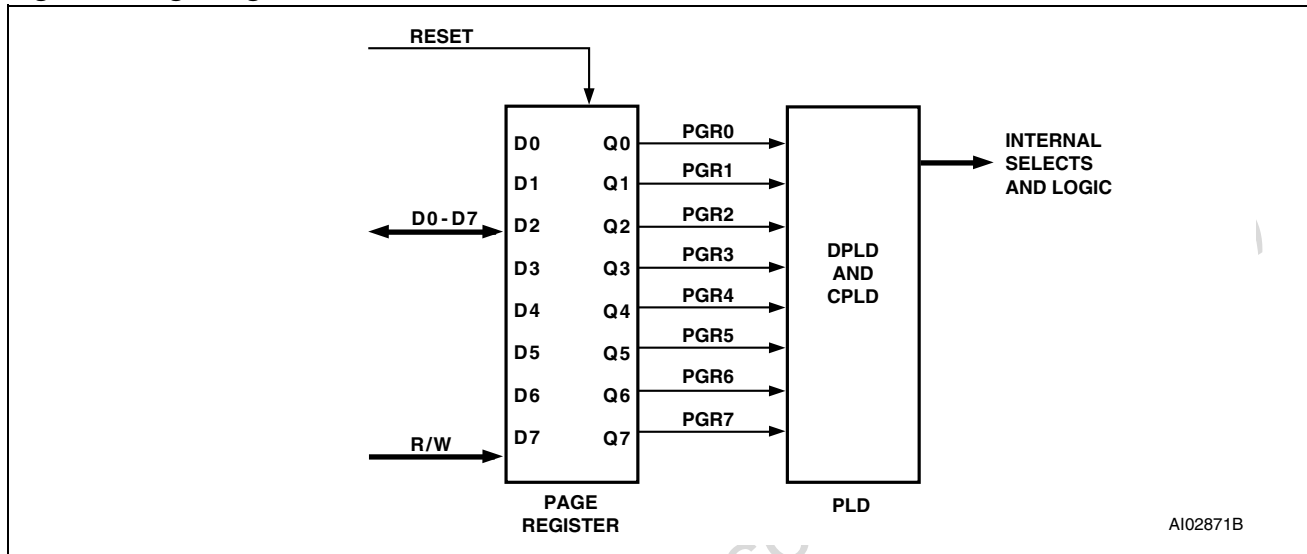 RESET
D0 Q0 PGR0
D1 Q1 PGR1
D0-D7 D2 Q2 PGR2
D3 Q3 PGR3
D4 Q4 PGR4
D5 Q5 PGR5
D6 Q6 PGR6
R/W D7 Q7 PGR7
DPLD
AND
CPLD
INTERNAL
SELECTS
AND LOGIC
PAGE
REGISTER
PLD
AI02871B